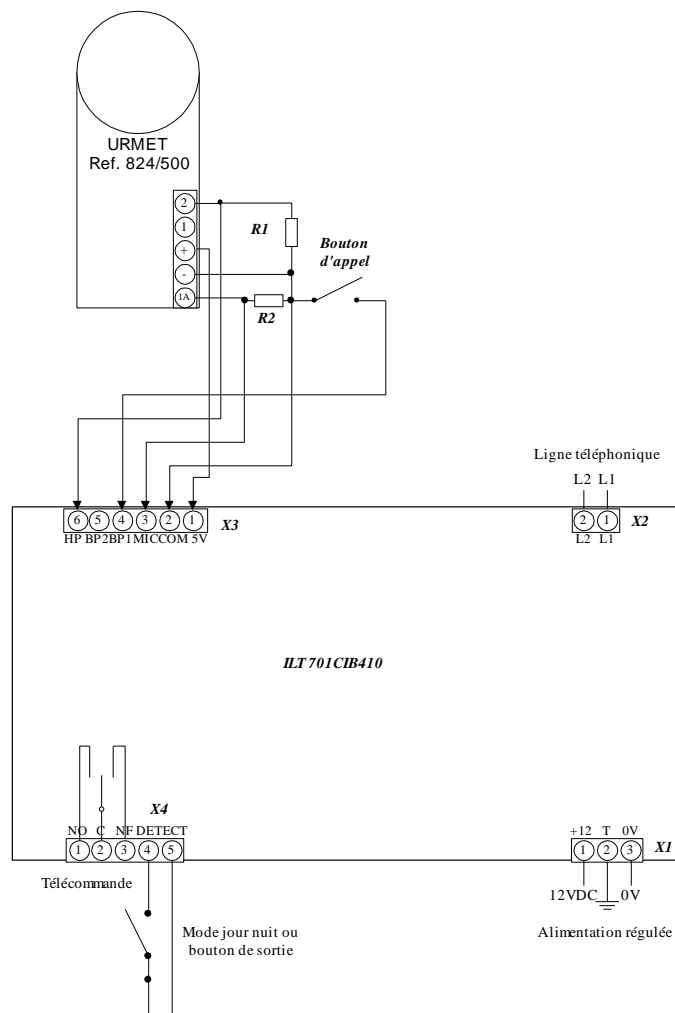 URMET
Ref. 824/500
2
1
+
-
1A
R1
Bouton
d'appel
R2
Ligne téléphonique
L2 L1
6 5 4 3 2 1
X3
HP BP2 BP1 MIC COM 5V
2 1
X2
L2 L1
ILT701CIB410
X4
NO C NF DETECT
1 2 3 4 5
+12 T 0V
1 2 3
X1
12VDC 0V
Télécommande
Mode jour nuit ou
bouton de sortie
Alimentation régulée